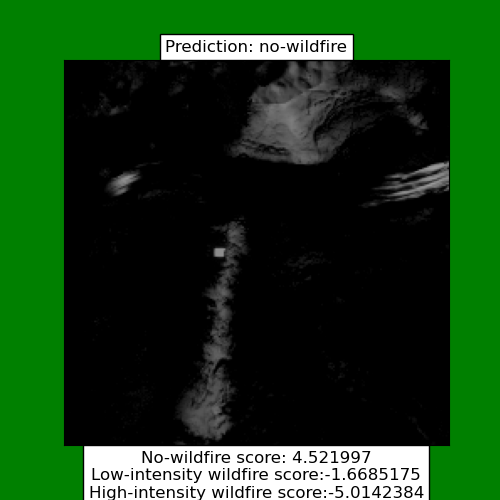 Prediction: no-wildfire
No-wildfire score: 4.521997
Low-intensity wildfire score:-1.6685175
High-intensity wildfire score:-5.0142384